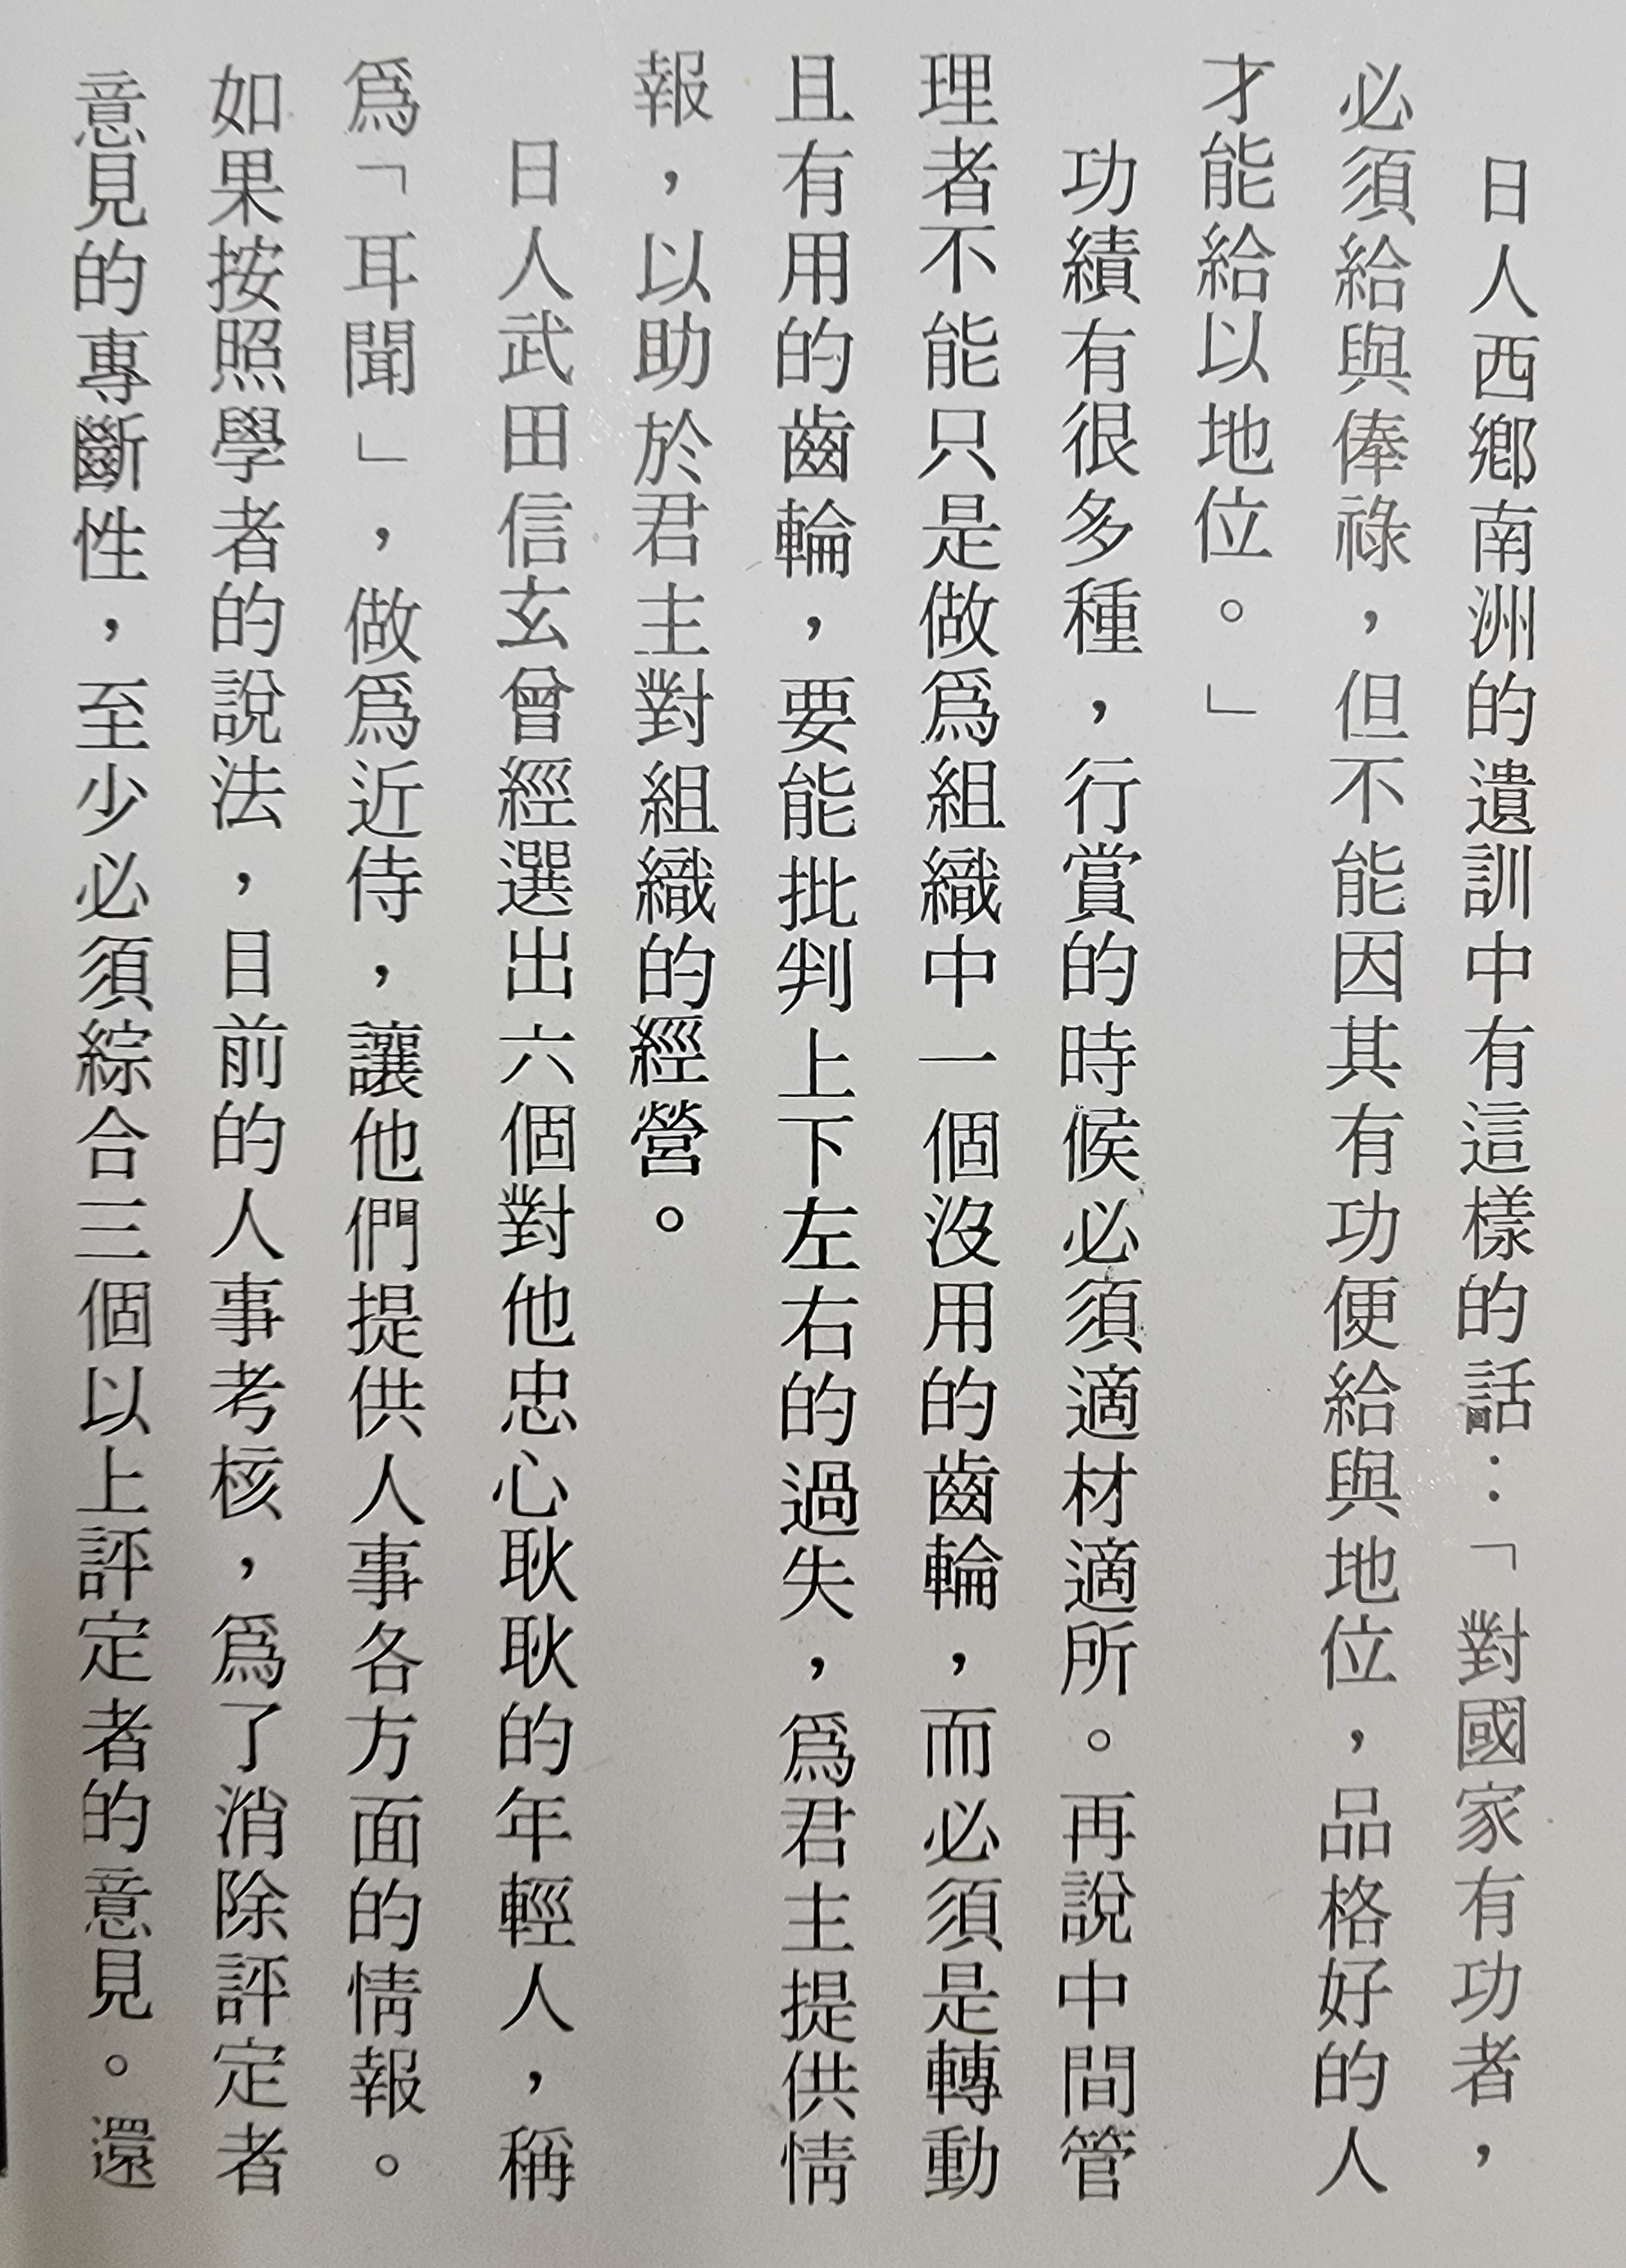 日人西鄉南洲的遺訓中有這樣的話：「對國家有功者，
必須給與俸祿，但不能因其有功便給與地位，品格好的人
才能給以地位。」
功績有很多種，行賞的時候必須適材適所。再說中間管
理者不能只是做爲組織中一個沒用的齒輪，而必須是轉動
且有用的齒輪，要能批判上下左右的過失，爲君主提供情
報，以助於君主對組織的經營。
日人武田信玄曾經選出六個對他忠心耿耿的年輕人，稱
爲「耳聞」，做爲近侍，讓他們提供人事各方面的情報。
如果按照學者的說法，目前的人事考核，爲了消除評定者
意見的專斷性，至少必須綜合三個以上評定者的意見。還